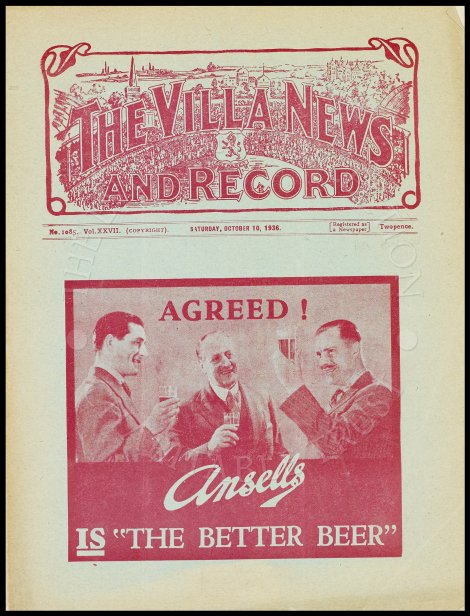 THE VILLA NEWS
AND RECORD
No. 1085. Vol. XXVII. (COPYRIGHT). SATURDAY, OCTOBER 10, 1936. [Registered as a Newspaper] Twopence.
AGREED !
Ansells
IS "THE BETTER BEER"